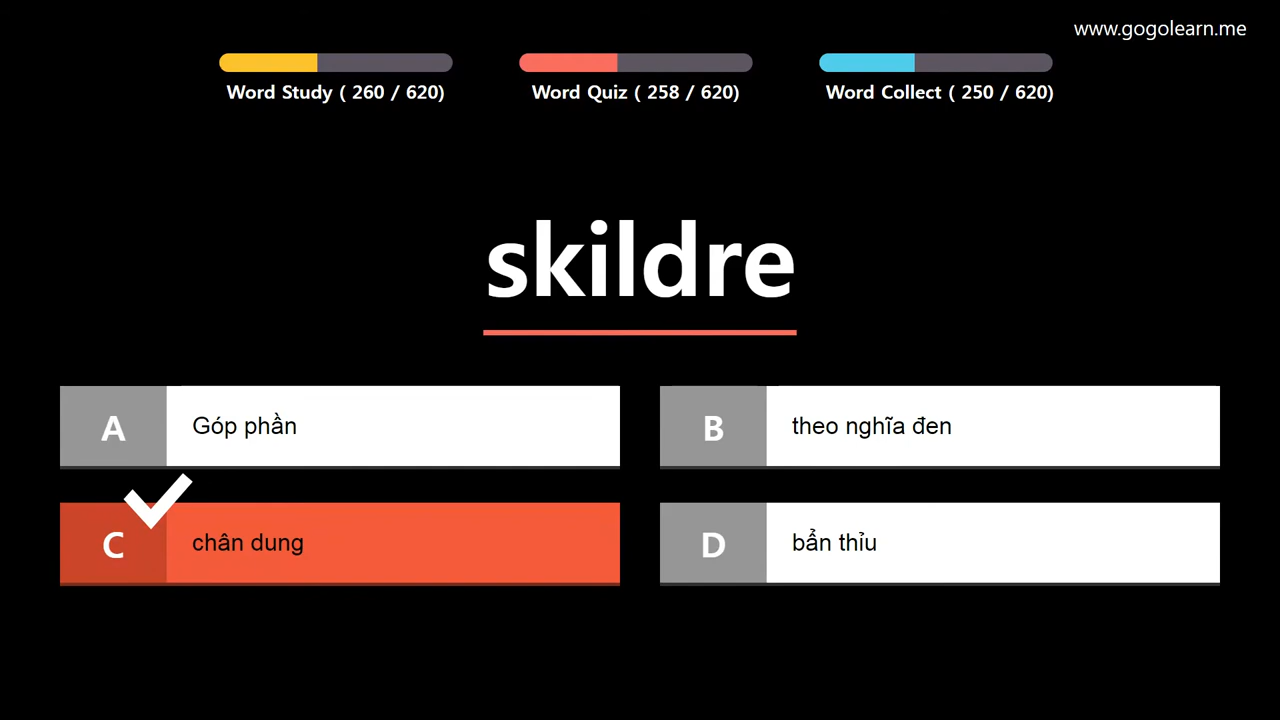 www.gogolearn.me
Word Study ( 260 / 620)
Word Quiz ( 258 / 620)
Word Collect ( 250 / 620)
skildre
A Góp phần
B theo nghĩa đen
C chân dung
D bẩn thỉu